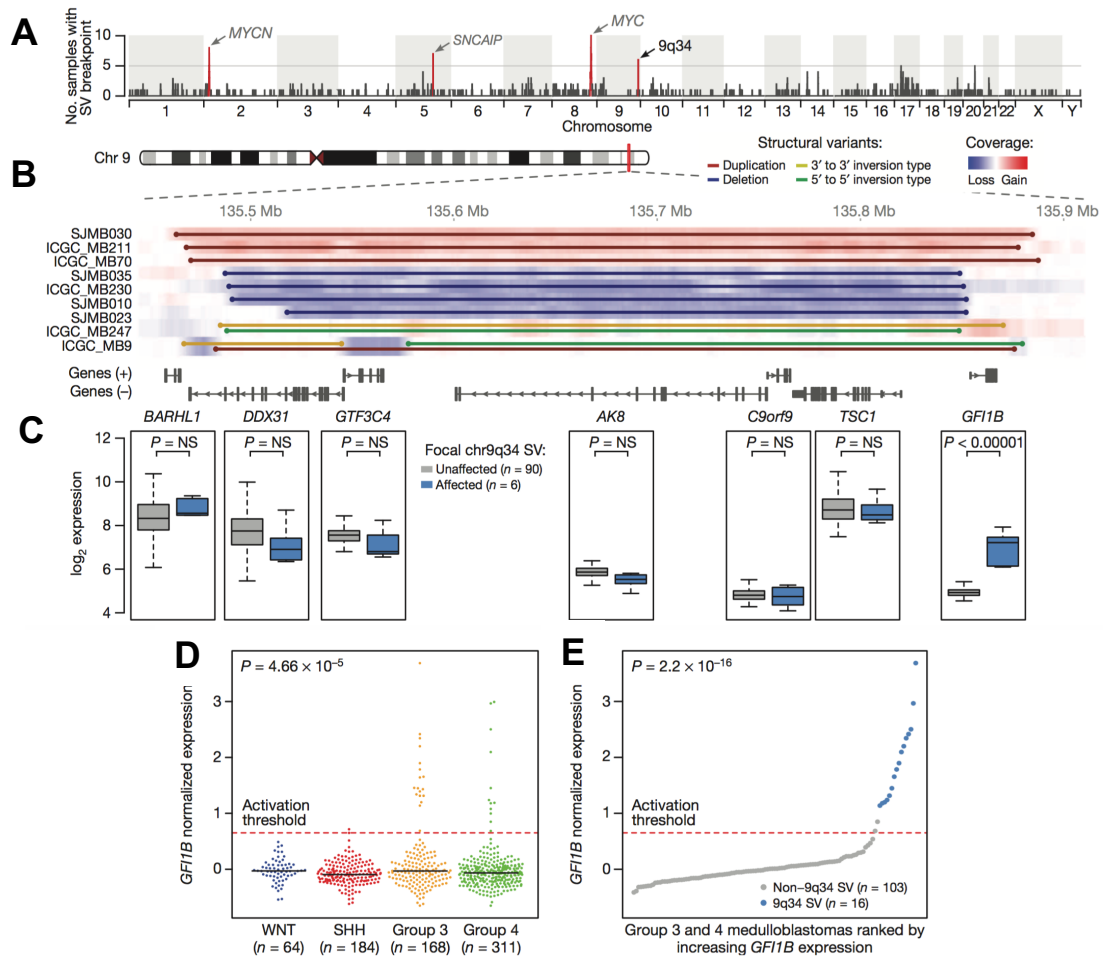 A
No. samples with
SV breakpoint
10
5
0
MYCN
SNCAIP
MYC
9q34
1 2 3 4 5 6 7 8 9 10 11 12 13 14 15 16 17 18 19 20 21 22 X Y
Chromosome
Chr 9
B
Structural variants:
Duplication
Deletion
3′ to 3′ inversion type
5′ to 5′ inversion type
Coverage:
Loss Gain
135.5 Mb 135.6 Mb 135.7 Mb 135.8 Mb 135.9 Mb
SJMB030
ICGC_MB211
ICGC_MB70
SJMB035
ICGC_MB230
SJMB010
SJMB023
ICGC_MB247
ICGC_MB9
Genes (+)
Genes (–)
C
BARHL1 DDX31 GTF3C4 AK8 C9orf9 TSC1 GFI1B
log2 expression
12
10
8
6
4
P = NS P = NS P = NS P = NS P = NS P = NS P < 0.00001
Focal chr9q34 SV:
Unaffected (n = 90)
Affected (n = 6)
D
GFI1B normalized expression
P = 4.66 × 10–5
3
2
1
0
Activation
threshold
WNT SHH Group 3 Group 4
(n = 64) (n = 184) (n = 168) (n = 311)
E
GFI1B normalized expression
P = 2.2 × 10–16
3
2
1
0
Activation
threshold
Non–9q34 SV (n = 103)
9q34 SV (n = 16)
Group 3 and 4 medulloblastomas ranked by
increasing GFI1B expression